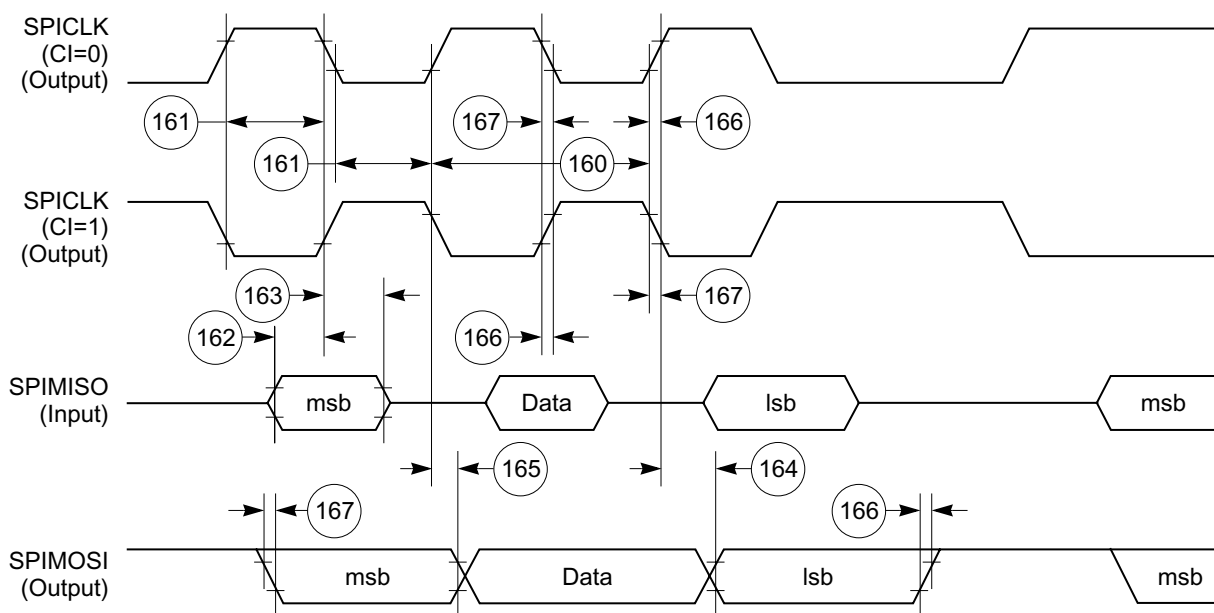 SPICLK
(CI=0)
(Output)
161
167
166
161
160
SPICLK
(CI=1)
(Output)
163
167
162
166
SPIMISO
(Input)
msb
Data
lsb
msb
165
164
167
166
SPIMOSI
(Output)
msb
Data
lsb
msb